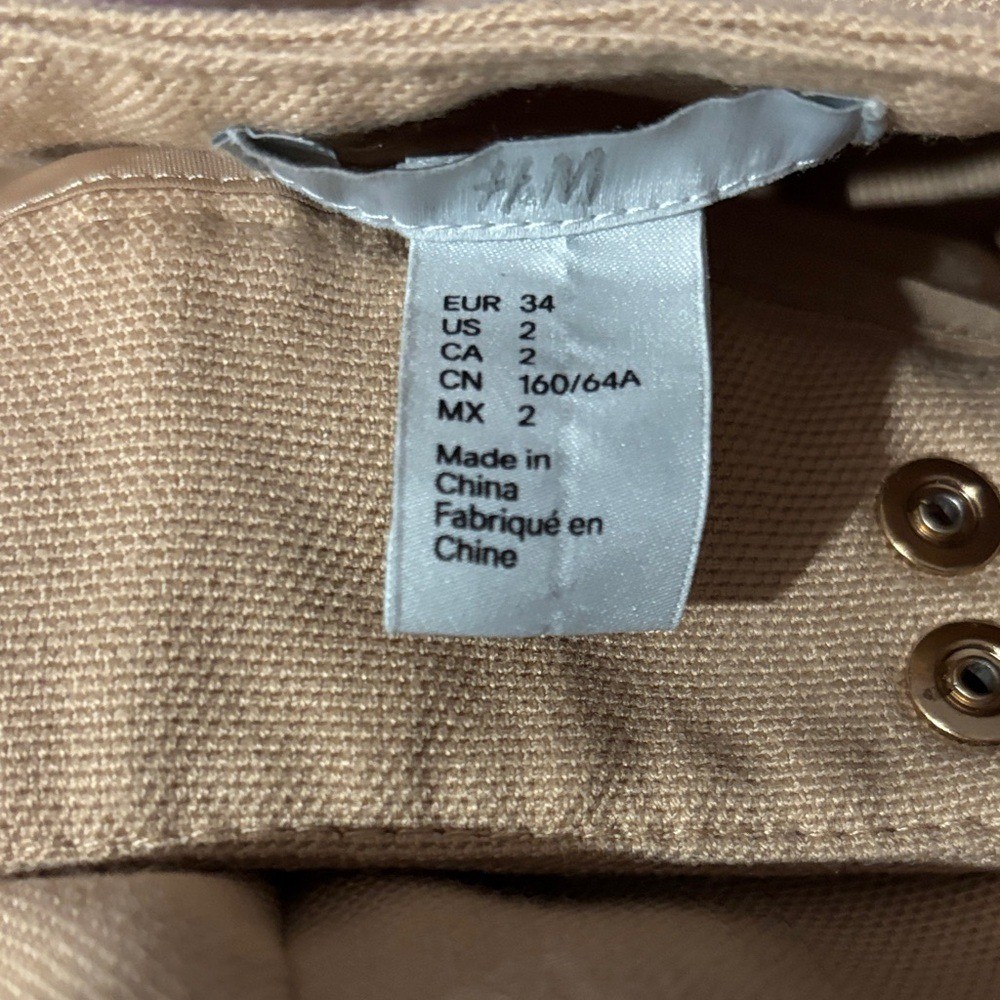 H&M
EUR 34
US 2
CA 2
CN 160/64A
MX 2
Made in
China
Fabriqué en
Chine